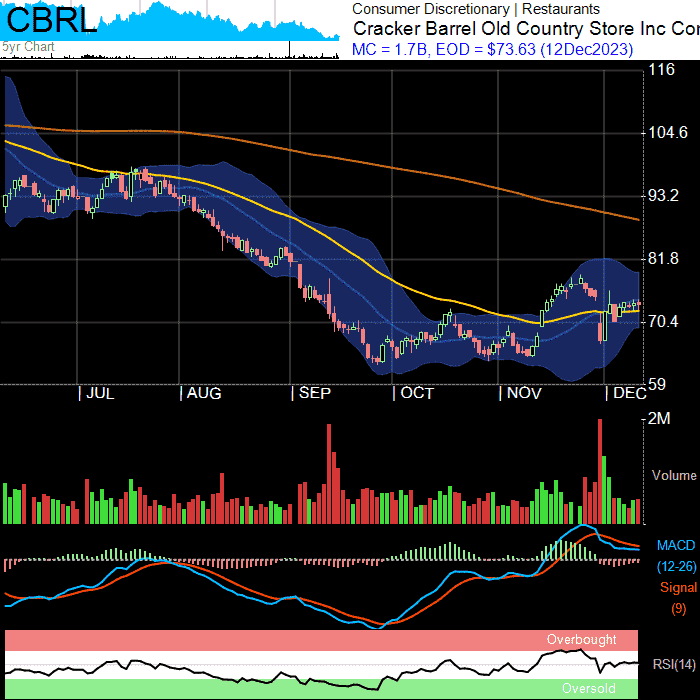 CBRL
5yr Chart
Consumer Discretionary | Restaurants
Cracker Barrel Old Country Store Inc Cor
MC = 1.7B, EOD = $73.63 (12Dec2023)
116
104.6
93.2
81.8
70.4
59
JUL
AUG
SEP
OCT
NOV
DEC
2M
Volume
MACD
(12-26)
Signal
(9)
Overbought
RSI(14)
Oversold